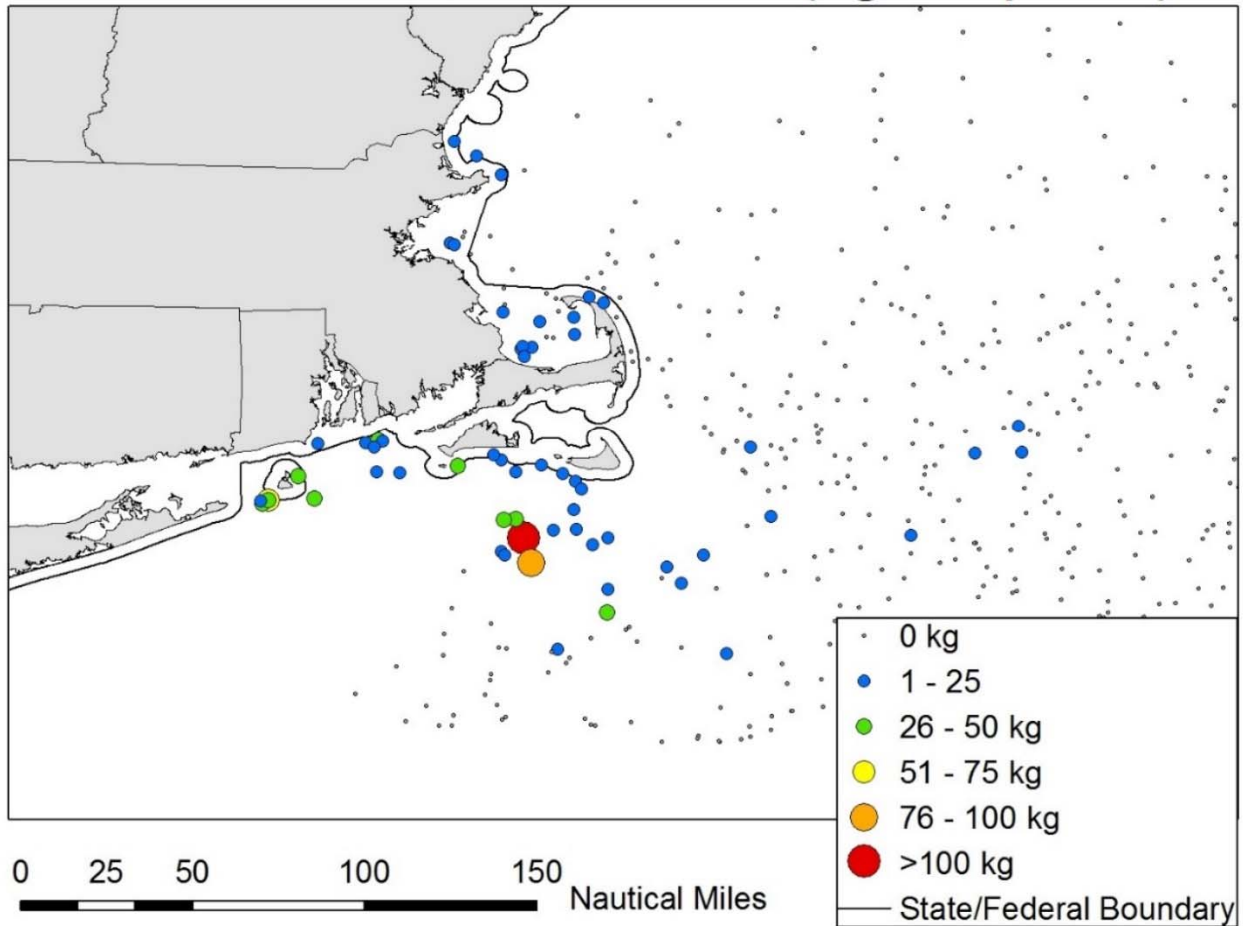 0 kg
1 - 25
26 - 50 kg
51 - 75 kg
76 - 100 kg
>100 kg
State/Federal Boundary
0 25 50 100 150
Nautical Miles